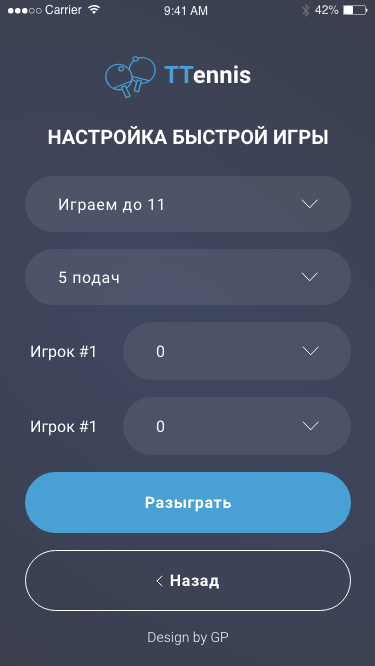 Carrier 9:41 AM 42%
TTennis
НАСТРОЙКА БЫСТРОЙ ИГРЫ
Играем до 11
5 подач
Игрок #1 0
Игрок #1 0
Разыграть
Назад
Design by GP